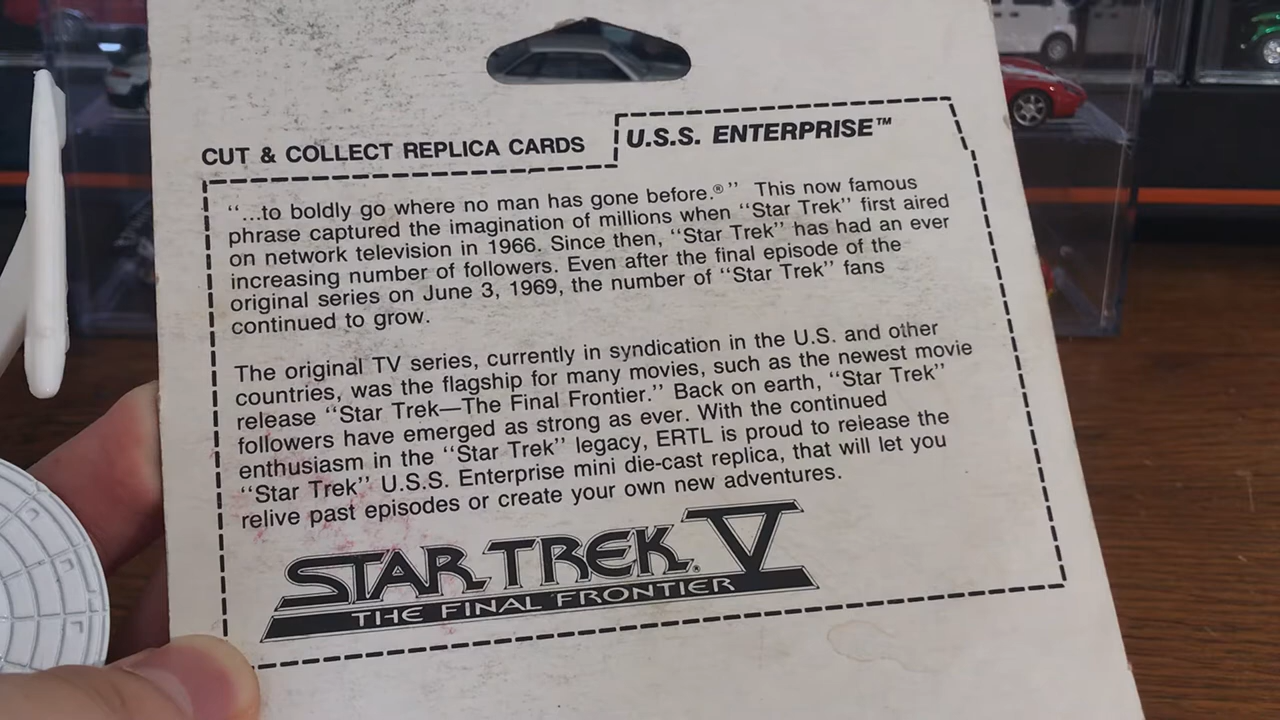 CUT & COLLECT REPLICA CARDS
U.S.S. ENTERPRISE™
“...to boldly go where no man has gone before.®” This now famous
phrase captured the imagination of millions when “Star Trek” first aired
on network television in 1966. Since then, “Star Trek” has had an ever
increasing number of followers. Even after the final episode of the
original series on June 3, 1969, the number of “Star Trek” fans
continued to grow.
The original TV series, currently in syndication in the U.S. and other
countries, was the flagship for many movies, such as the newest movie
release “Star Trek—The Final Frontier.” Back on earth, “Star Trek”
followers have emerged as strong as ever. With the continued
enthusiasm in the “Star Trek” legacy, ERTL is proud to release the
“Star Trek” U.S.S. Enterprise mini die-cast replica, that will let you
relive past episodes or create your own new adventures.
STAR TREK® V
THE FINAL FRONTIER